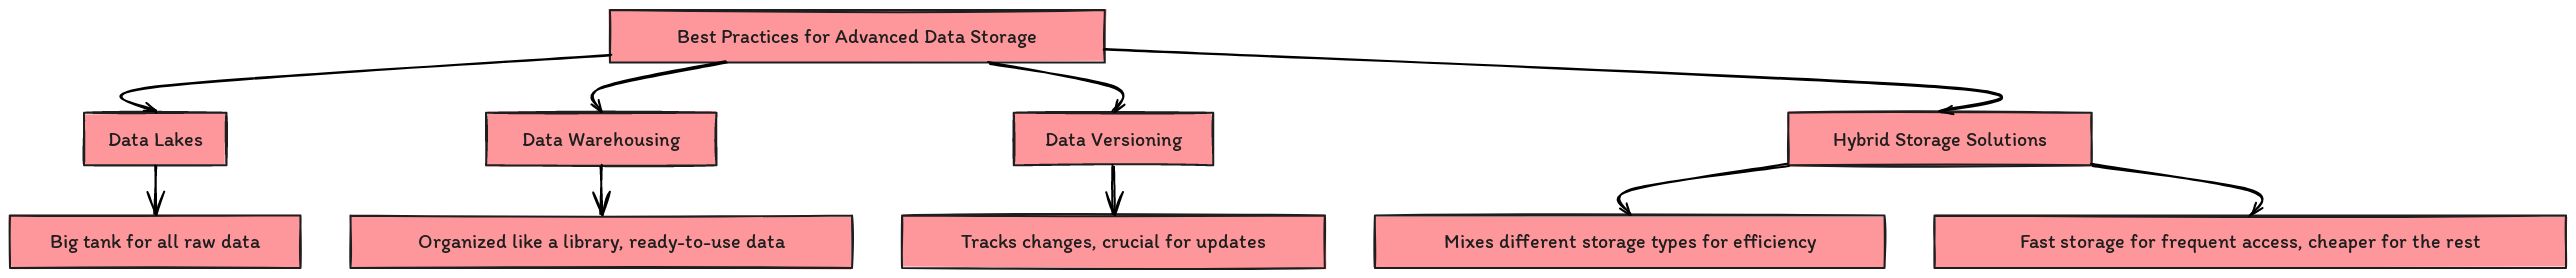 Best Practices for Advanced Data Storage
Data Lakes
Data Warehousing
Data Versioning
Hybrid Storage Solutions
Big tank for all raw data
Organized like a library, ready-to-use data
Tracks changes, crucial for updates
Mixes different storage types for efficiency
Fast storage for frequent access, cheaper for the rest